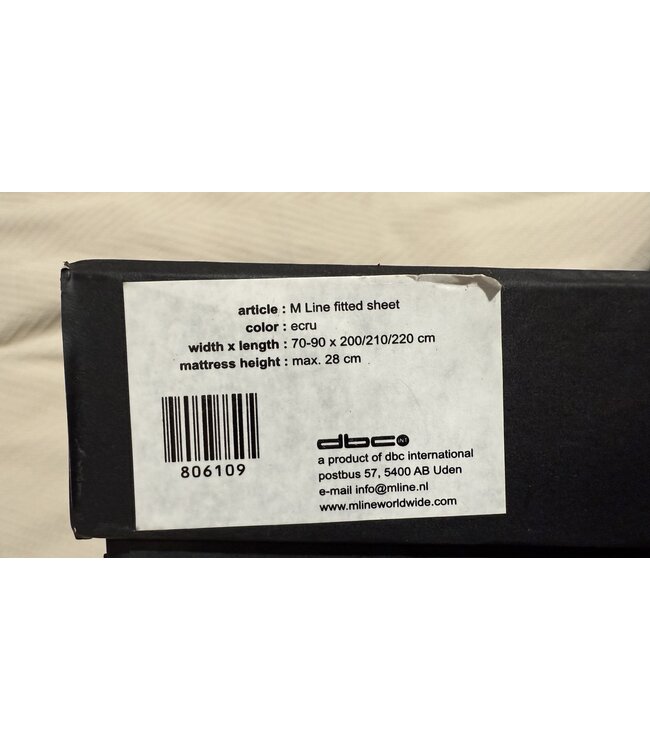 article : M Line fitted sheet
color : ecru
width x length : 70-90 x 200/210/220 cm
mattress height : max. 28 cm
806109
dbc INT
a product of dbc international
postbus 57, 5400 AB Uden
e-mail info@mline.nl
www.mlineworldwide.com